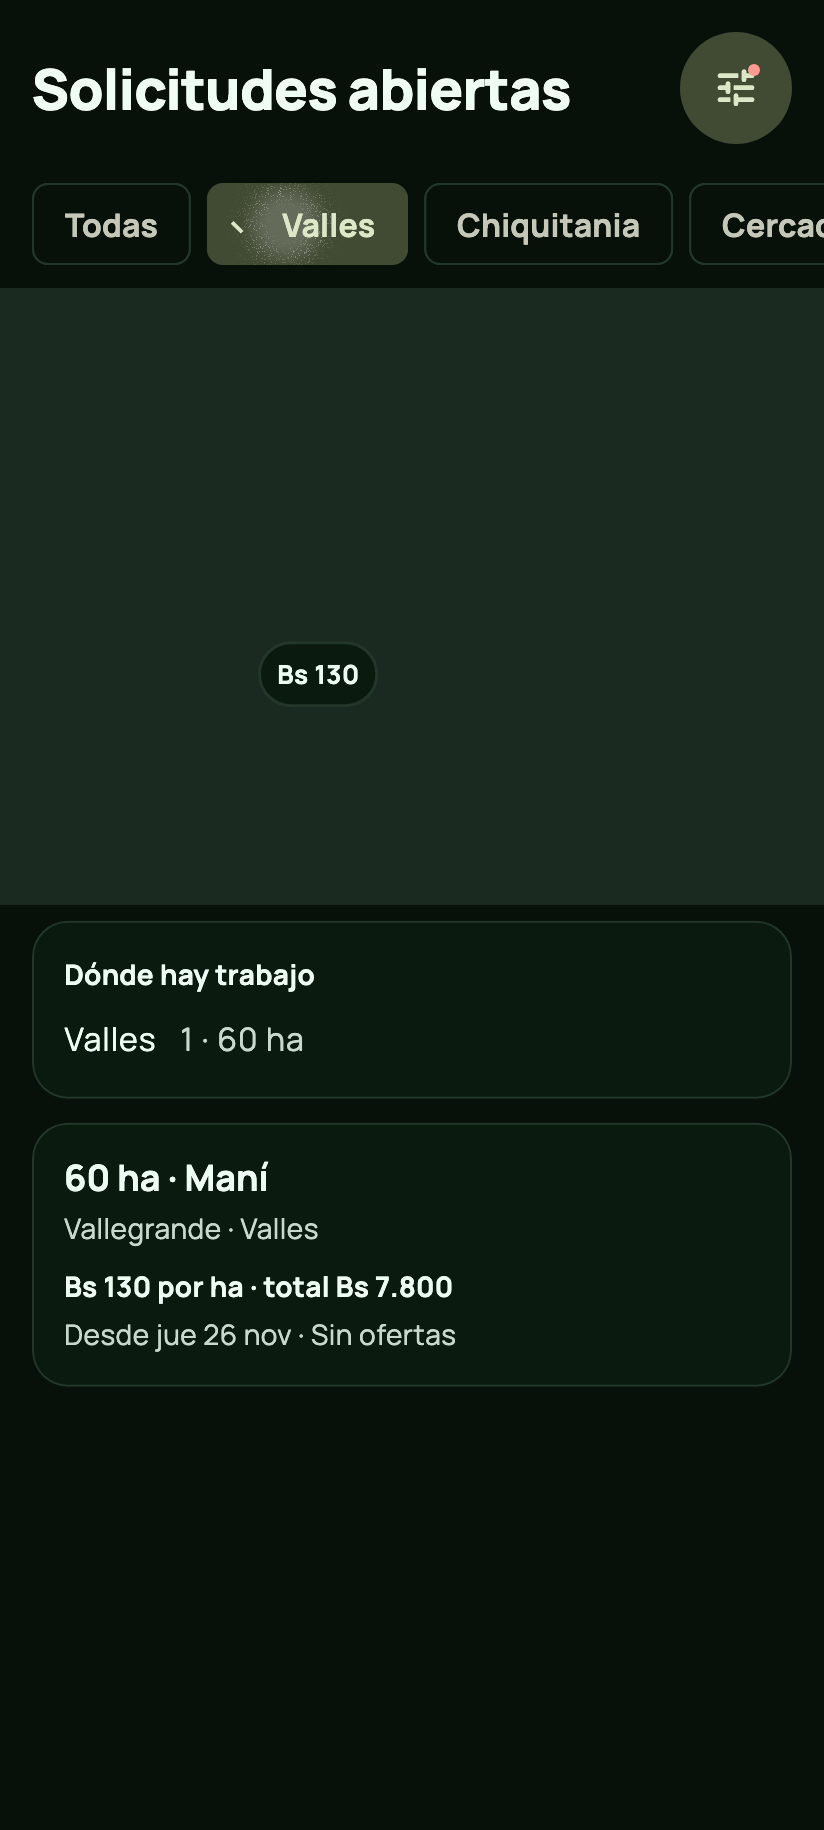 Solicitudes abiertas
Todas
Valles
Chiquitania
Bs 130
Dónde hay trabajo
Valles 1 · 60 ha
60 ha · Maní
Vallegrande · Valles
Bs 130 por ha · total Bs 7.800
Desde jue 26 nov · Sin ofertas